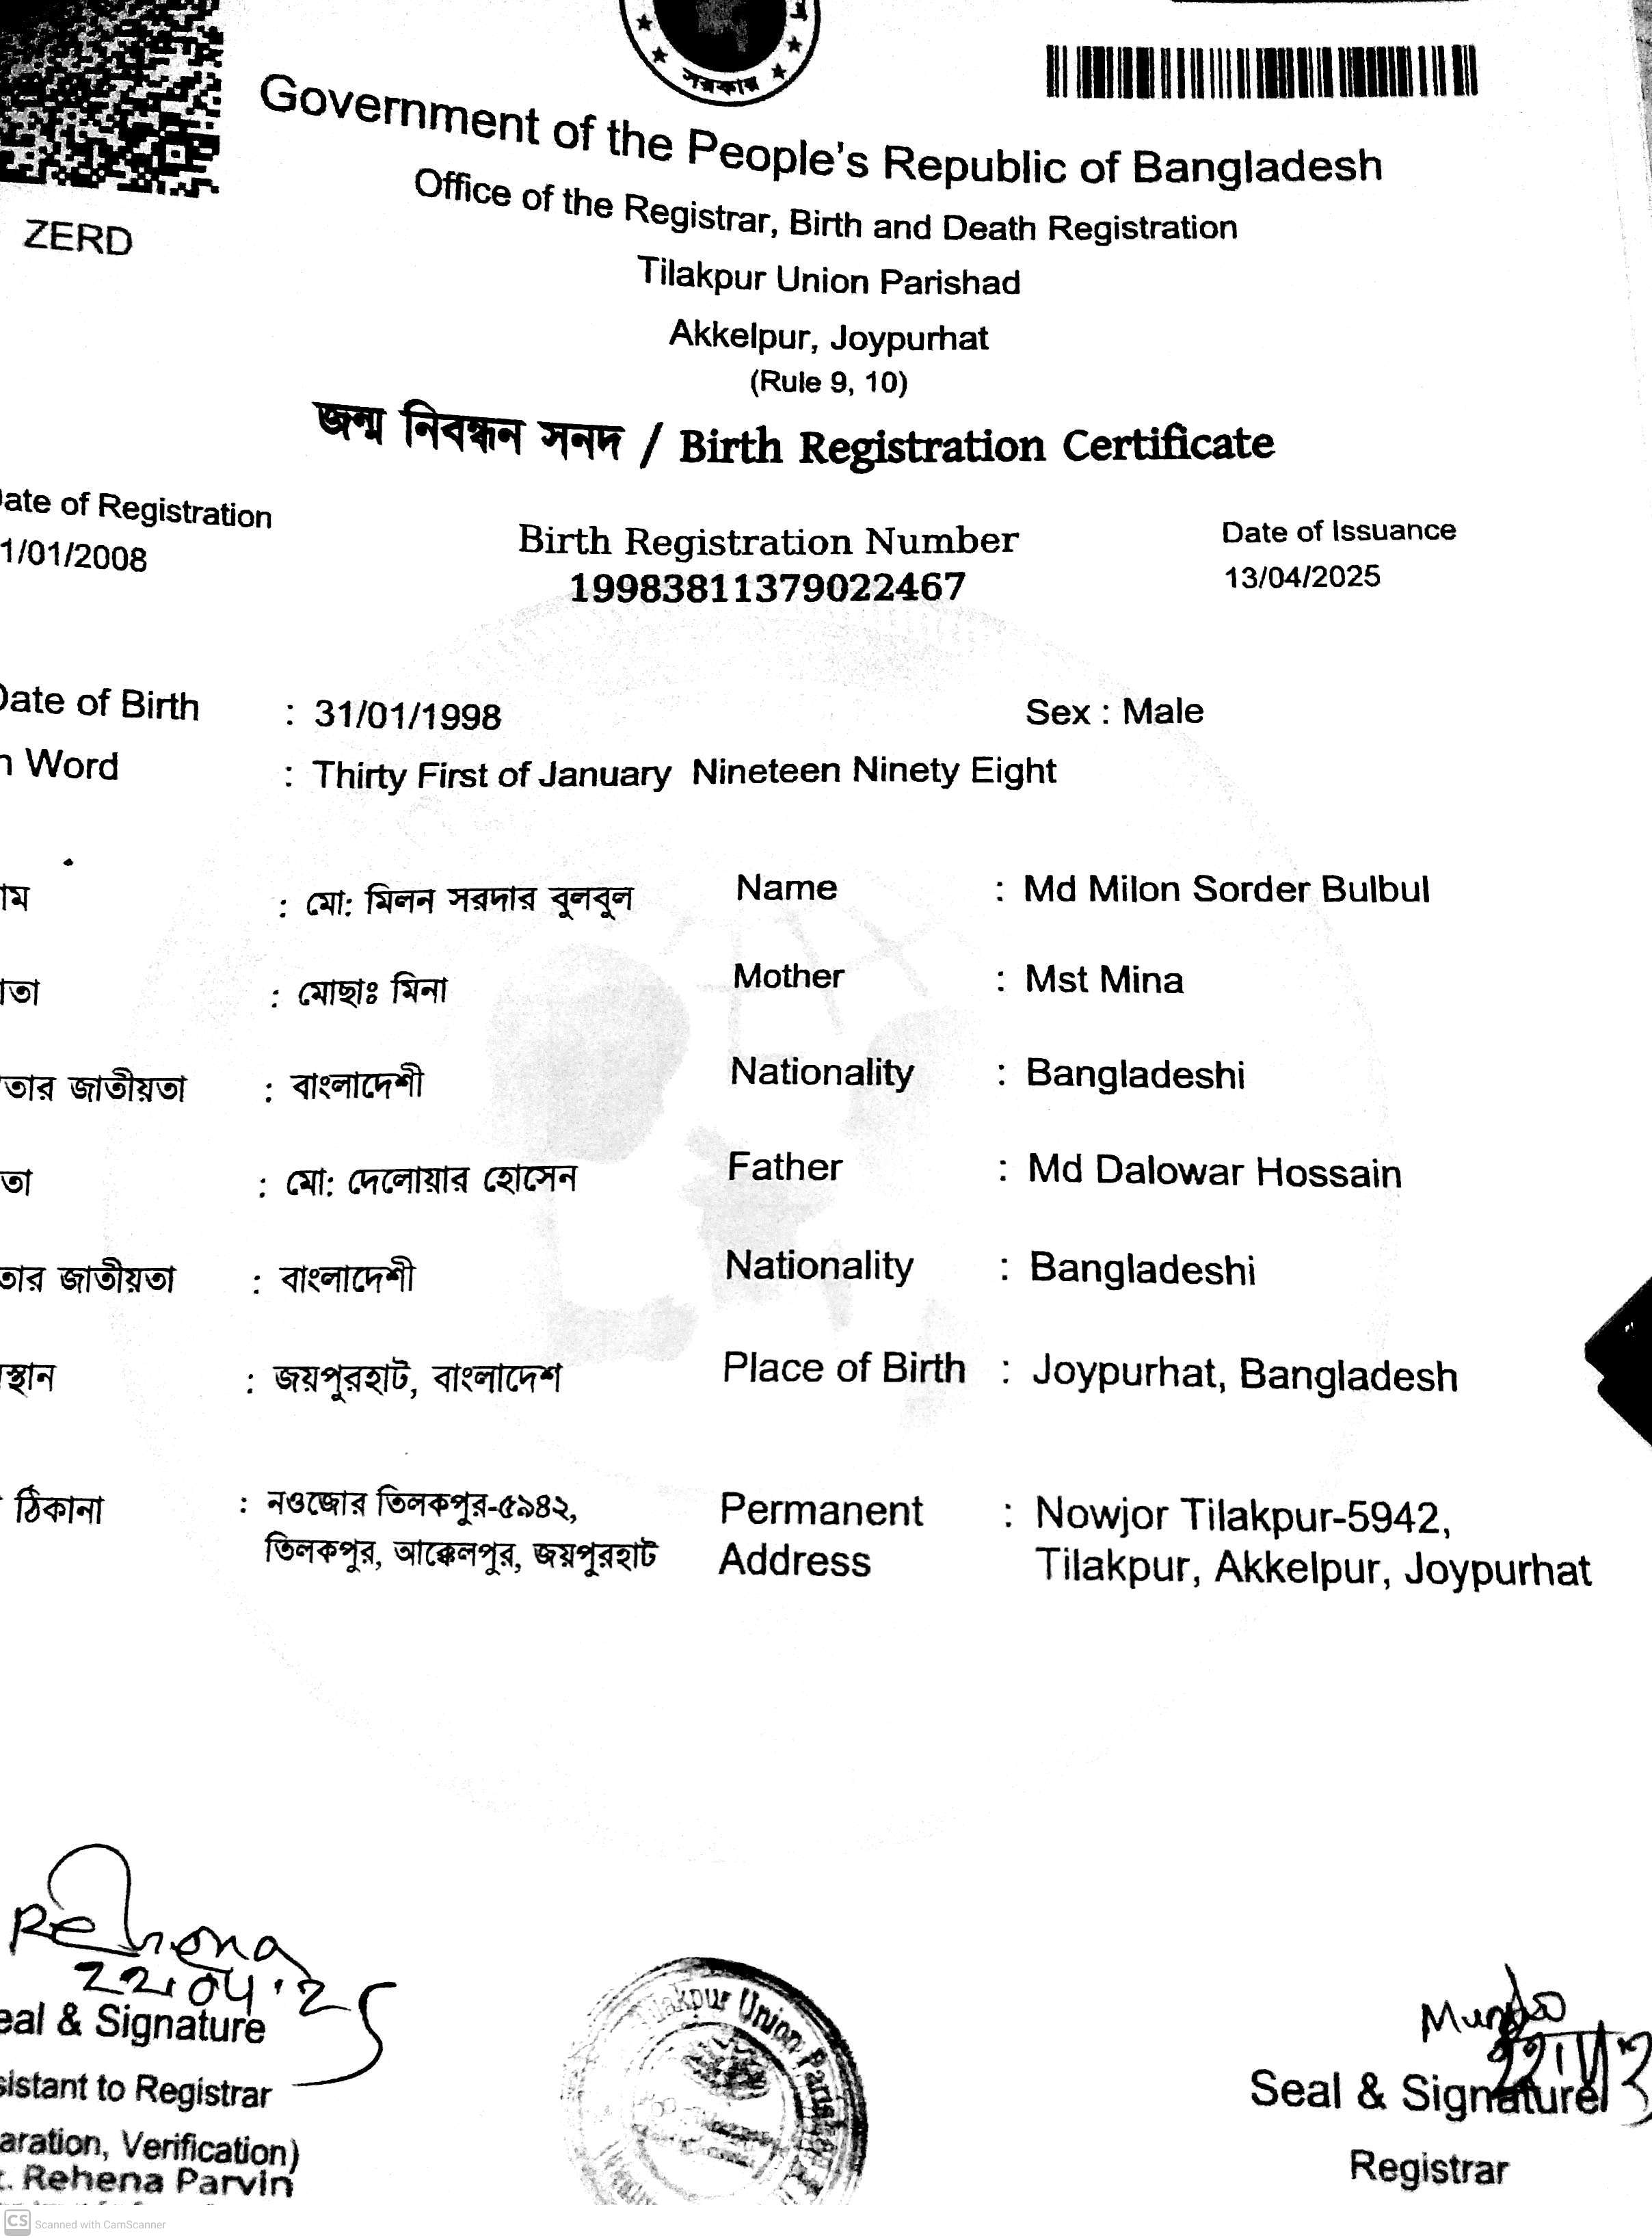 সরকার
Government of the People's Republic of Bangladesh
Office of the Registrar, Birth and Death Registration
ZERD
Tilakpur Union Parishad
Akkelpur, Joypurhat
(Rule 9, 10)
জন্ম নিবন্ধন সনদ / Birth Registration Certificate
ate of Registration
1/01/2008
Birth Registration Number
19983811379022467
Date of Issuance
13/04/2025
Date of Birth : 31/01/1998 Sex : Male
n Word : Thirty First of January Nineteen Ninety Eight
াম : মো: মিলন সরদার বুলবুল Name : Md Milon Sorder Bulbul
াতা : মোছাঃ মিনা Mother : Mst Mina
তার জাতীয়তা : বাংলাদেশী Nationality : Bangladeshi
তা : মো: দেলোয়ার হোসেন Father : Md Dalowar Hossain
তার জাতীয়তা : বাংলাদেশী Nationality : Bangladeshi
স্থান : জয়পুরহাট, বাংলাদেশ Place of Birth : Joypurhat, Bangladesh
ঠিকানা : নওজোর তিলকপুর-৫৯৪২,
তিলকপুর, আক্কেলপুর, জয়পুরহাট
Permanent
Address
: Nowjor Tilakpur-5942,
Tilakpur, Akkelpur, Joypurhat
Rehena
22.04.25
eal & Signature
sistant to Registrar
aration, Verification)
. Rehena Parvin
Tilakpur Union Parishad
Seal & Signature
Registrar
CS Scanned with CamScanner